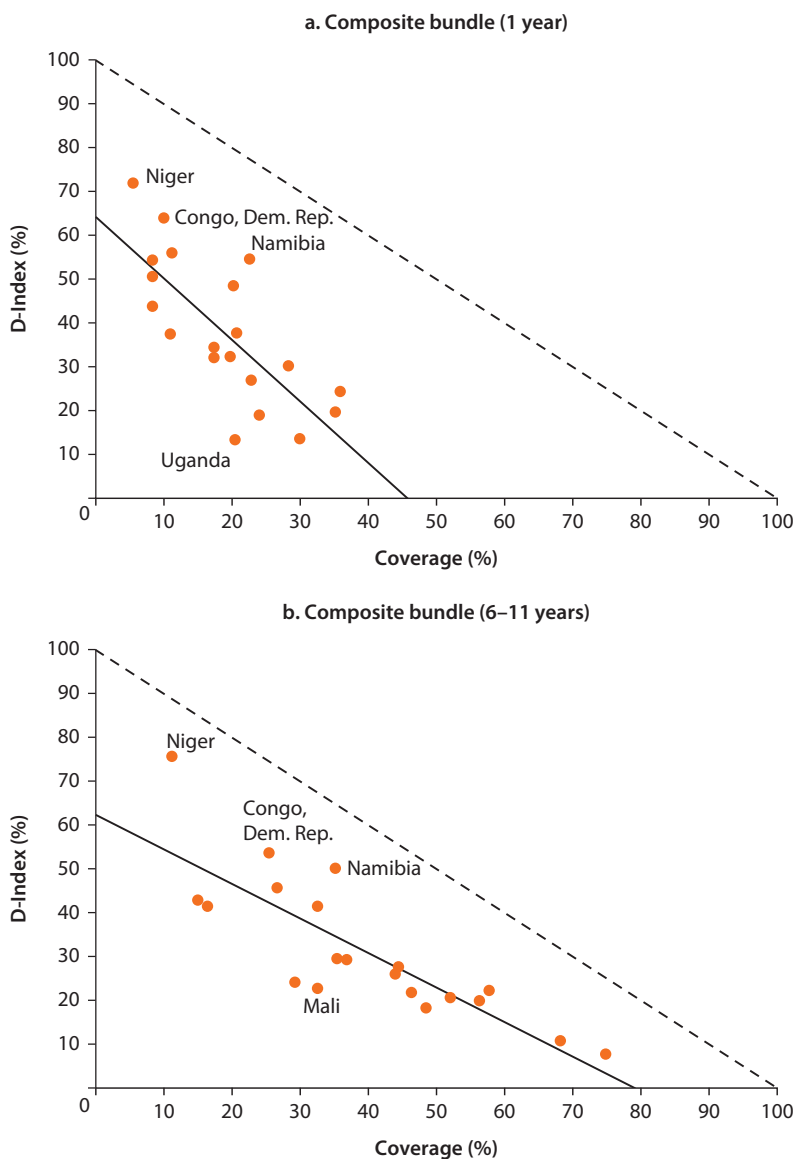 a. Composite bundle (1 year)
100
90
80
70
60
50
40
30
20
10
D-Index (%)
Niger
Congo, Dem. Rep.
Namibia
Uganda
0 10 20 30 40 50 60 70 80 90 100
Coverage (%)
b. Composite bundle (6–11 years)
100
90
80
70
60
50
40
30
20
10
D-Index (%)
Niger
Congo,
Dem. Rep.
Namibia
Mali
0 10 20 30 40 50 60 70 80 90 100
Coverage (%)